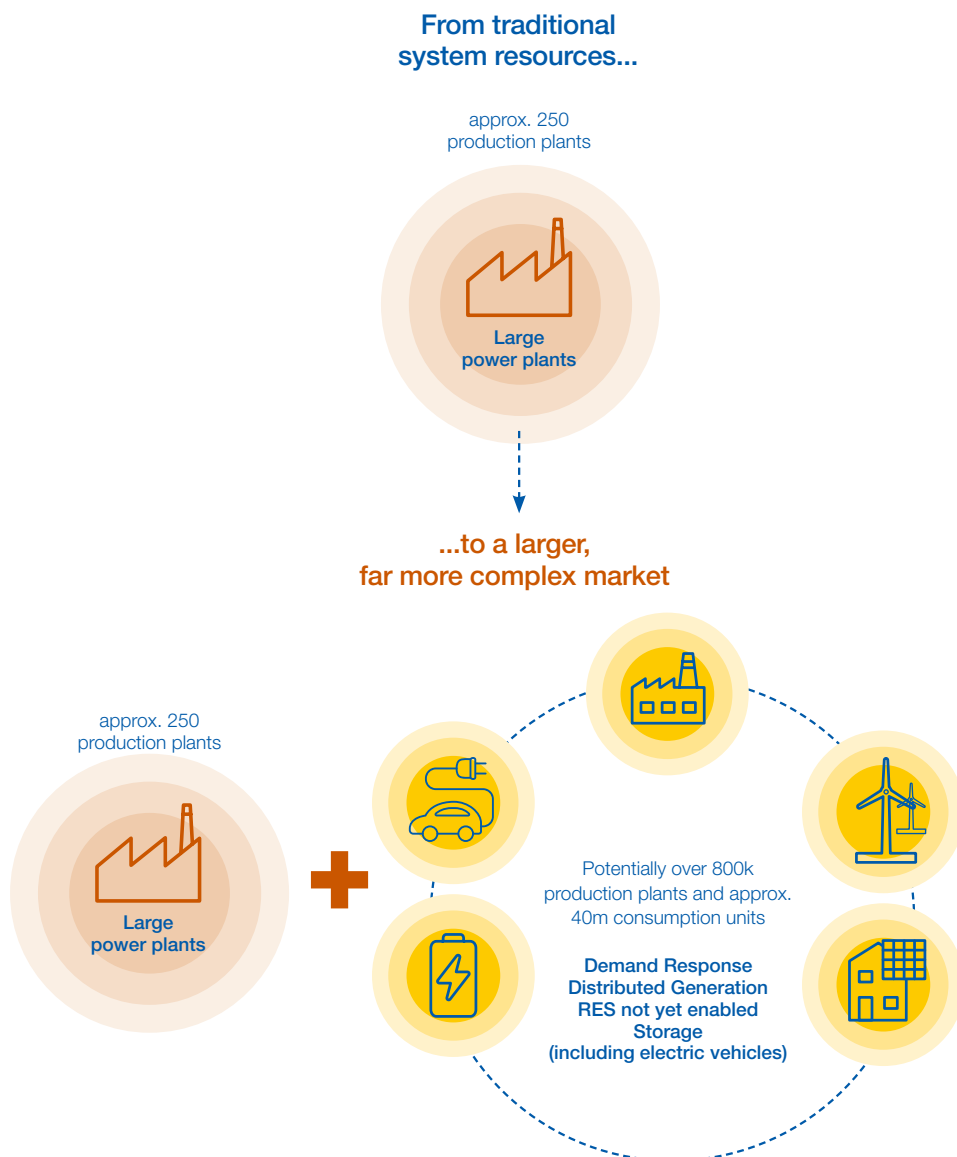 From traditional
system resources...
approx. 250
production plants
Large
power plants
...to a larger,
far more complex market
approx. 250
production plants
Large
power plants
Potentially over 800k
production plants and approx.
40m consumption units
Demand Response
Distributed Generation
RES not yet enabled
Storage
(including electric vehicles)